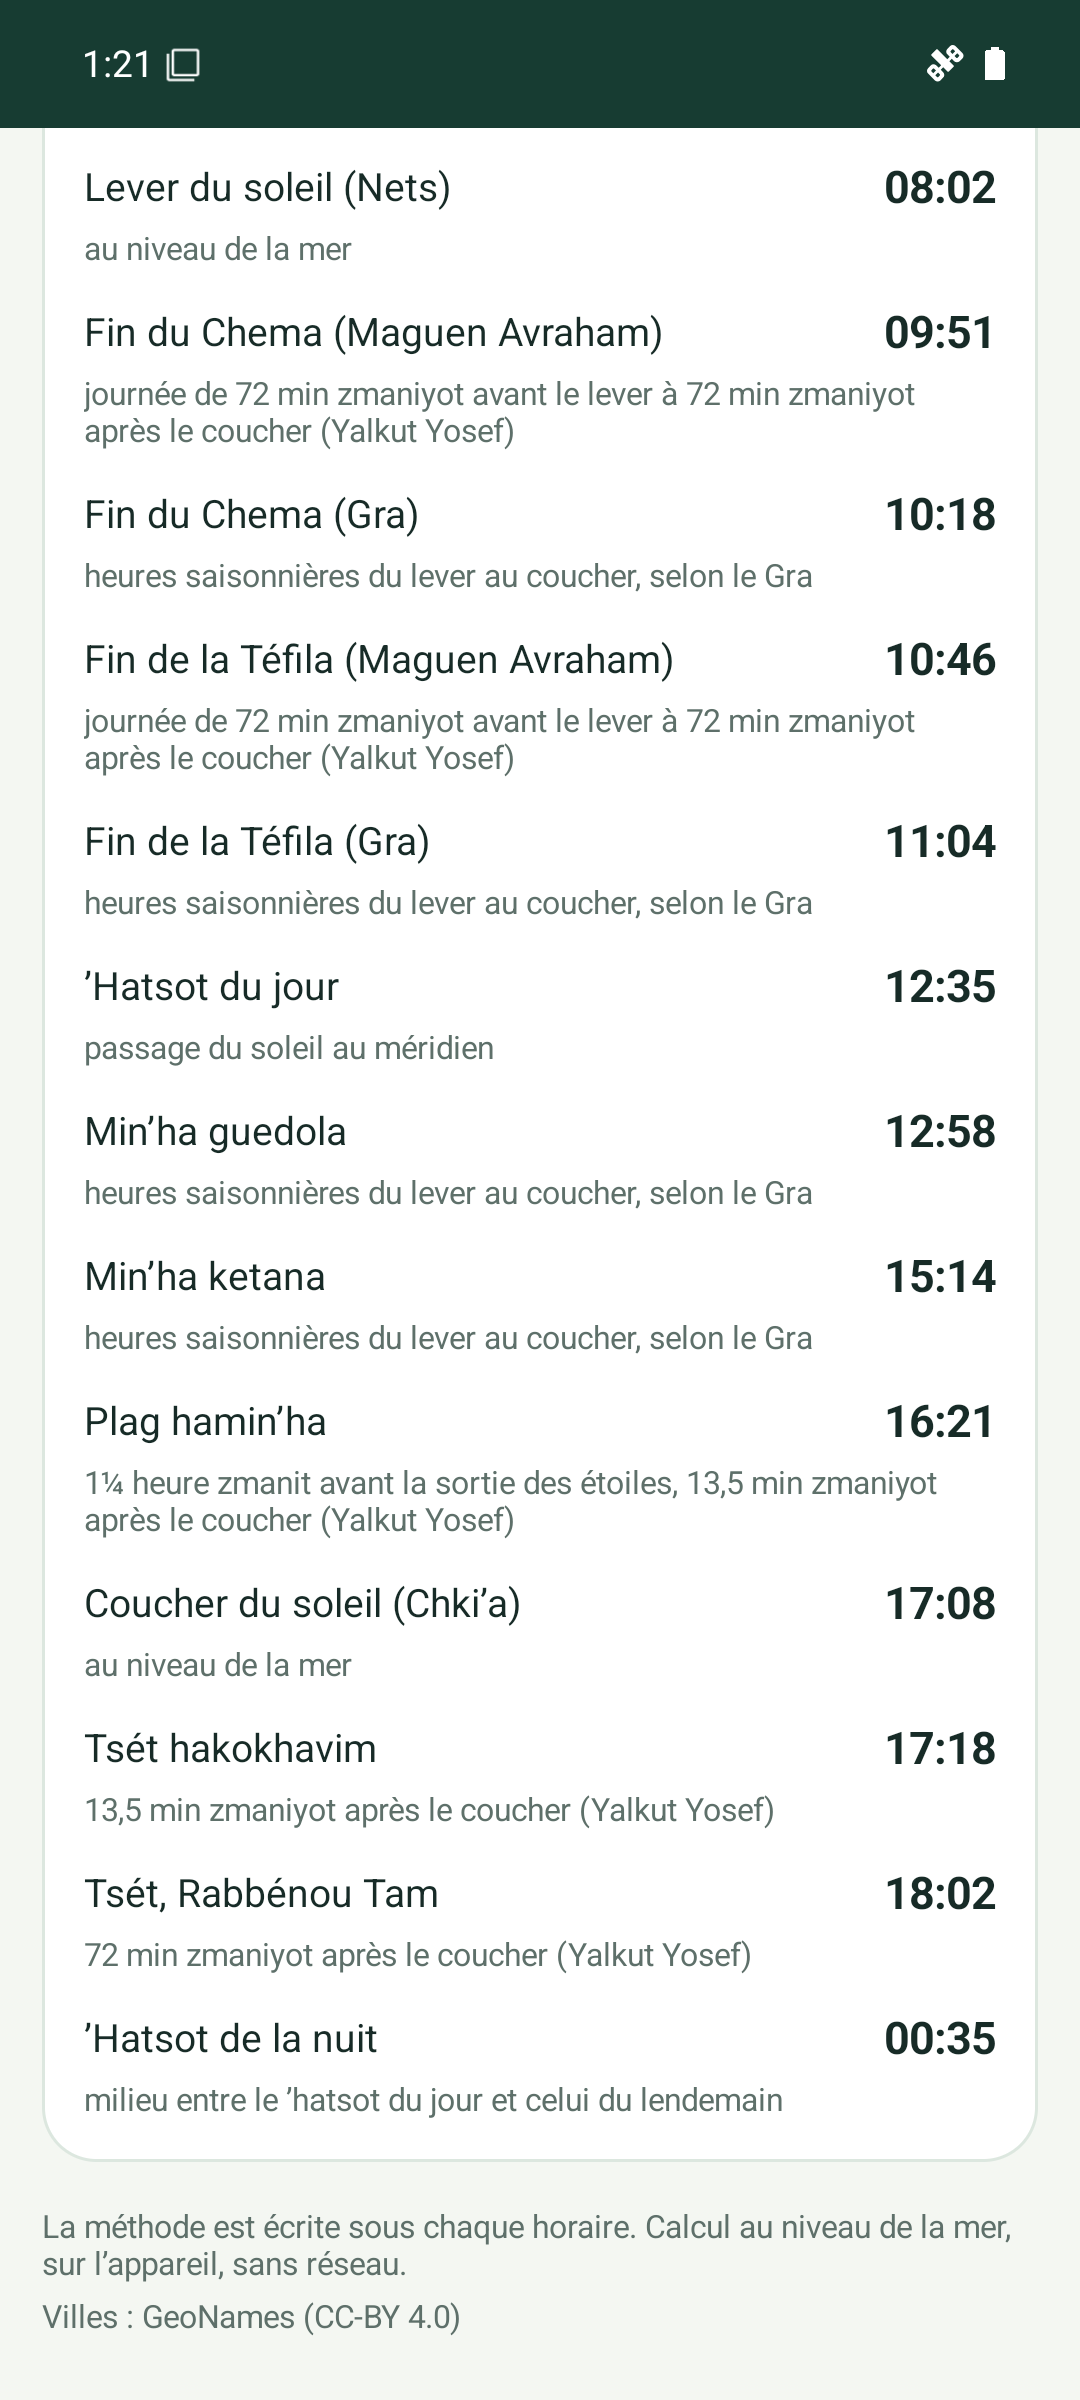 1:21
Lever du soleil (Nets) 08:02
au niveau de la mer
Fin du Chema (Maguen Avraham) 09:51
journée de 72 min zmaniyot avant le lever à 72 min zmaniyot
après le coucher (Yalkut Yosef)
Fin du Chema (Gra) 10:18
heures saisonnières du lever au coucher, selon le Gra
Fin de la Téfila (Maguen Avraham) 10:46
journée de 72 min zmaniyot avant le lever à 72 min zmaniyot
après le coucher (Yalkut Yosef)
Fin de la Téfila (Gra) 11:04
heures saisonnières du lever au coucher, selon le Gra
’Hatsot du jour 12:35
passage du soleil au méridien
Min’ha guedola 12:58
heures saisonnières du lever au coucher, selon le Gra
Min’ha ketana 15:14
heures saisonnières du lever au coucher, selon le Gra
Plag hamin’ha 16:21
1¼ heure zmanit avant la sortie des étoiles, 13,5 min zmaniyot
après le coucher (Yalkut Yosef)
Coucher du soleil (Chki’a) 17:08
au niveau de la mer
Tsét hakokhavim 17:18
13,5 min zmaniyot après le coucher (Yalkut Yosef)
Tsét, Rabbénou Tam 18:02
72 min zmaniyot après le coucher (Yalkut Yosef)
’Hatsot de la nuit 00:35
milieu entre le ’hatsot du jour et celui du lendemain
La méthode est écrite sous chaque horaire. Calcul au niveau de la mer,
sur l’appareil, sans réseau.
Villes : GeoNames (CC-BY 4.0)